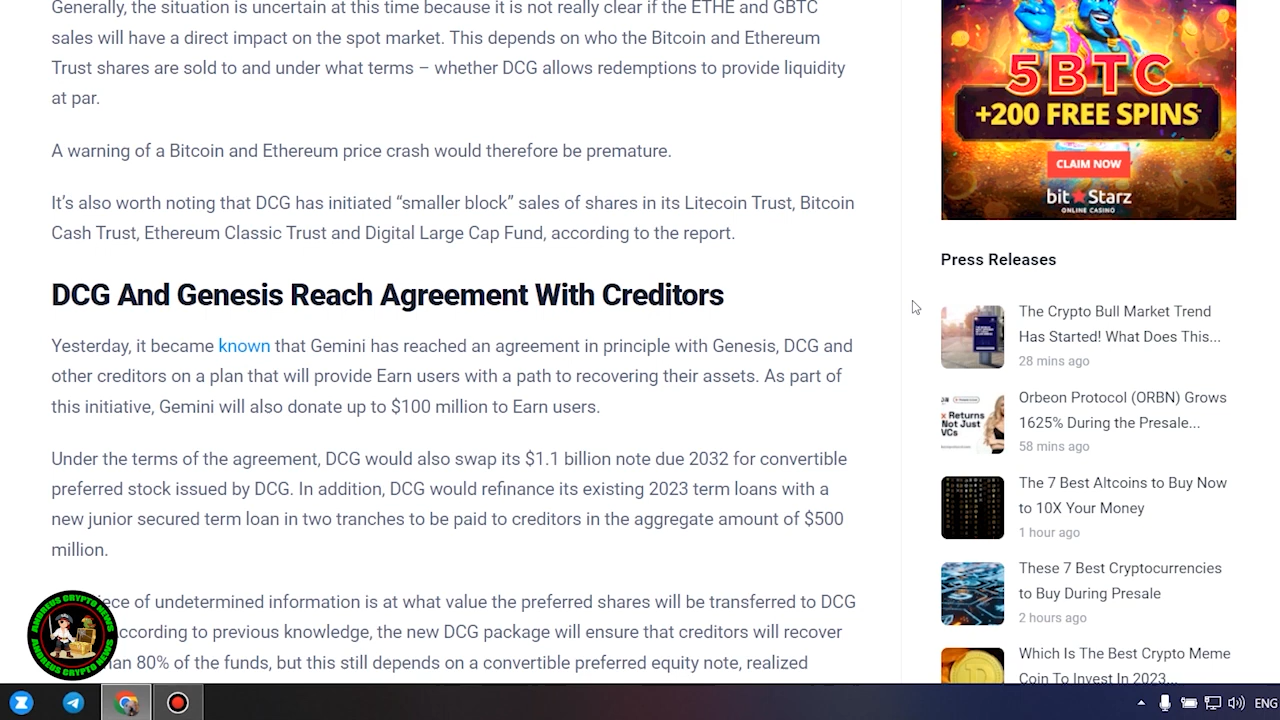 Generally, the situation is uncertain at this time because it is not really clear if the ETHE and GBTC
sales will have a direct impact on the spot market. This depends on who the Bitcoin and Ethereum
Trust shares are sold to and under what terms – whether DCG allows redemptions to provide liquidity
at par.
A warning of a Bitcoin and Ethereum price crash would therefore be premature.
It’s also worth noting that DCG has initiated “smaller block” sales of shares in its Litecoin Trust, Bitcoin
Cash Trust, Ethereum Classic Trust and Digital Large Cap Fund, according to the report.
DCG And Genesis Reach Agreement With Creditors
Yesterday, it became known that Gemini has reached an agreement in principle with Genesis, DCG and
other creditors on a plan that will provide Earn users with a path to recovering their assets. As part of
this initiative, Gemini will also donate up to $100 million to Earn users.
Under the terms of the agreement, DCG would also swap its $1.1 billion note due 2032 for convertible
preferred stock issued by DCG. In addition, DCG would refinance its existing 2023 term loans with a
new junior secured term loan in two tranches to be paid to creditors in the aggregate amount of $500
million.
piece of undetermined information is at what value the preferred shares will be transferred to DCG
according to previous knowledge, the new DCG package will ensure that creditors will recover
than 80% of the funds, but this still depends on a convertible preferred equity note, realized
5BTC
+200 FREE SPINS
CLAIM NOW
bitStarz
ONLINE CASINO
Press Releases
The Crypto Bull Market Trend
Has Started! What Does This...
28 mins ago
Returns
Not Just
VCs
Orbeon Protocol (ORBN) Grows
1625% During the Presale...
58 mins ago
The 7 Best Altcoins to Buy Now
to 10X Your Money
1 hour ago
These 7 Best Cryptocurrencies
to Buy During Presale
2 hours ago
Which Is The Best Crypto Meme
Coin To Invest In 2023...
ANDREUS CRYPTO NEWS
ANDREUS CRYPTO NEWS
ENG